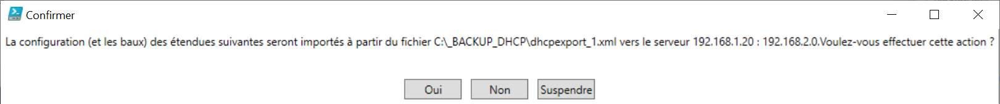 Confirmer
La configuration (et les baux) des étendues suivantes seront importés à partir du fichier C:\_BACKUP_DHCP\dhcpexport_1.xml vers le serveur 192.168.1.20 : 192.168.2.0.Voulez-vous effectuer cette action ?
Oui Non Suspendre